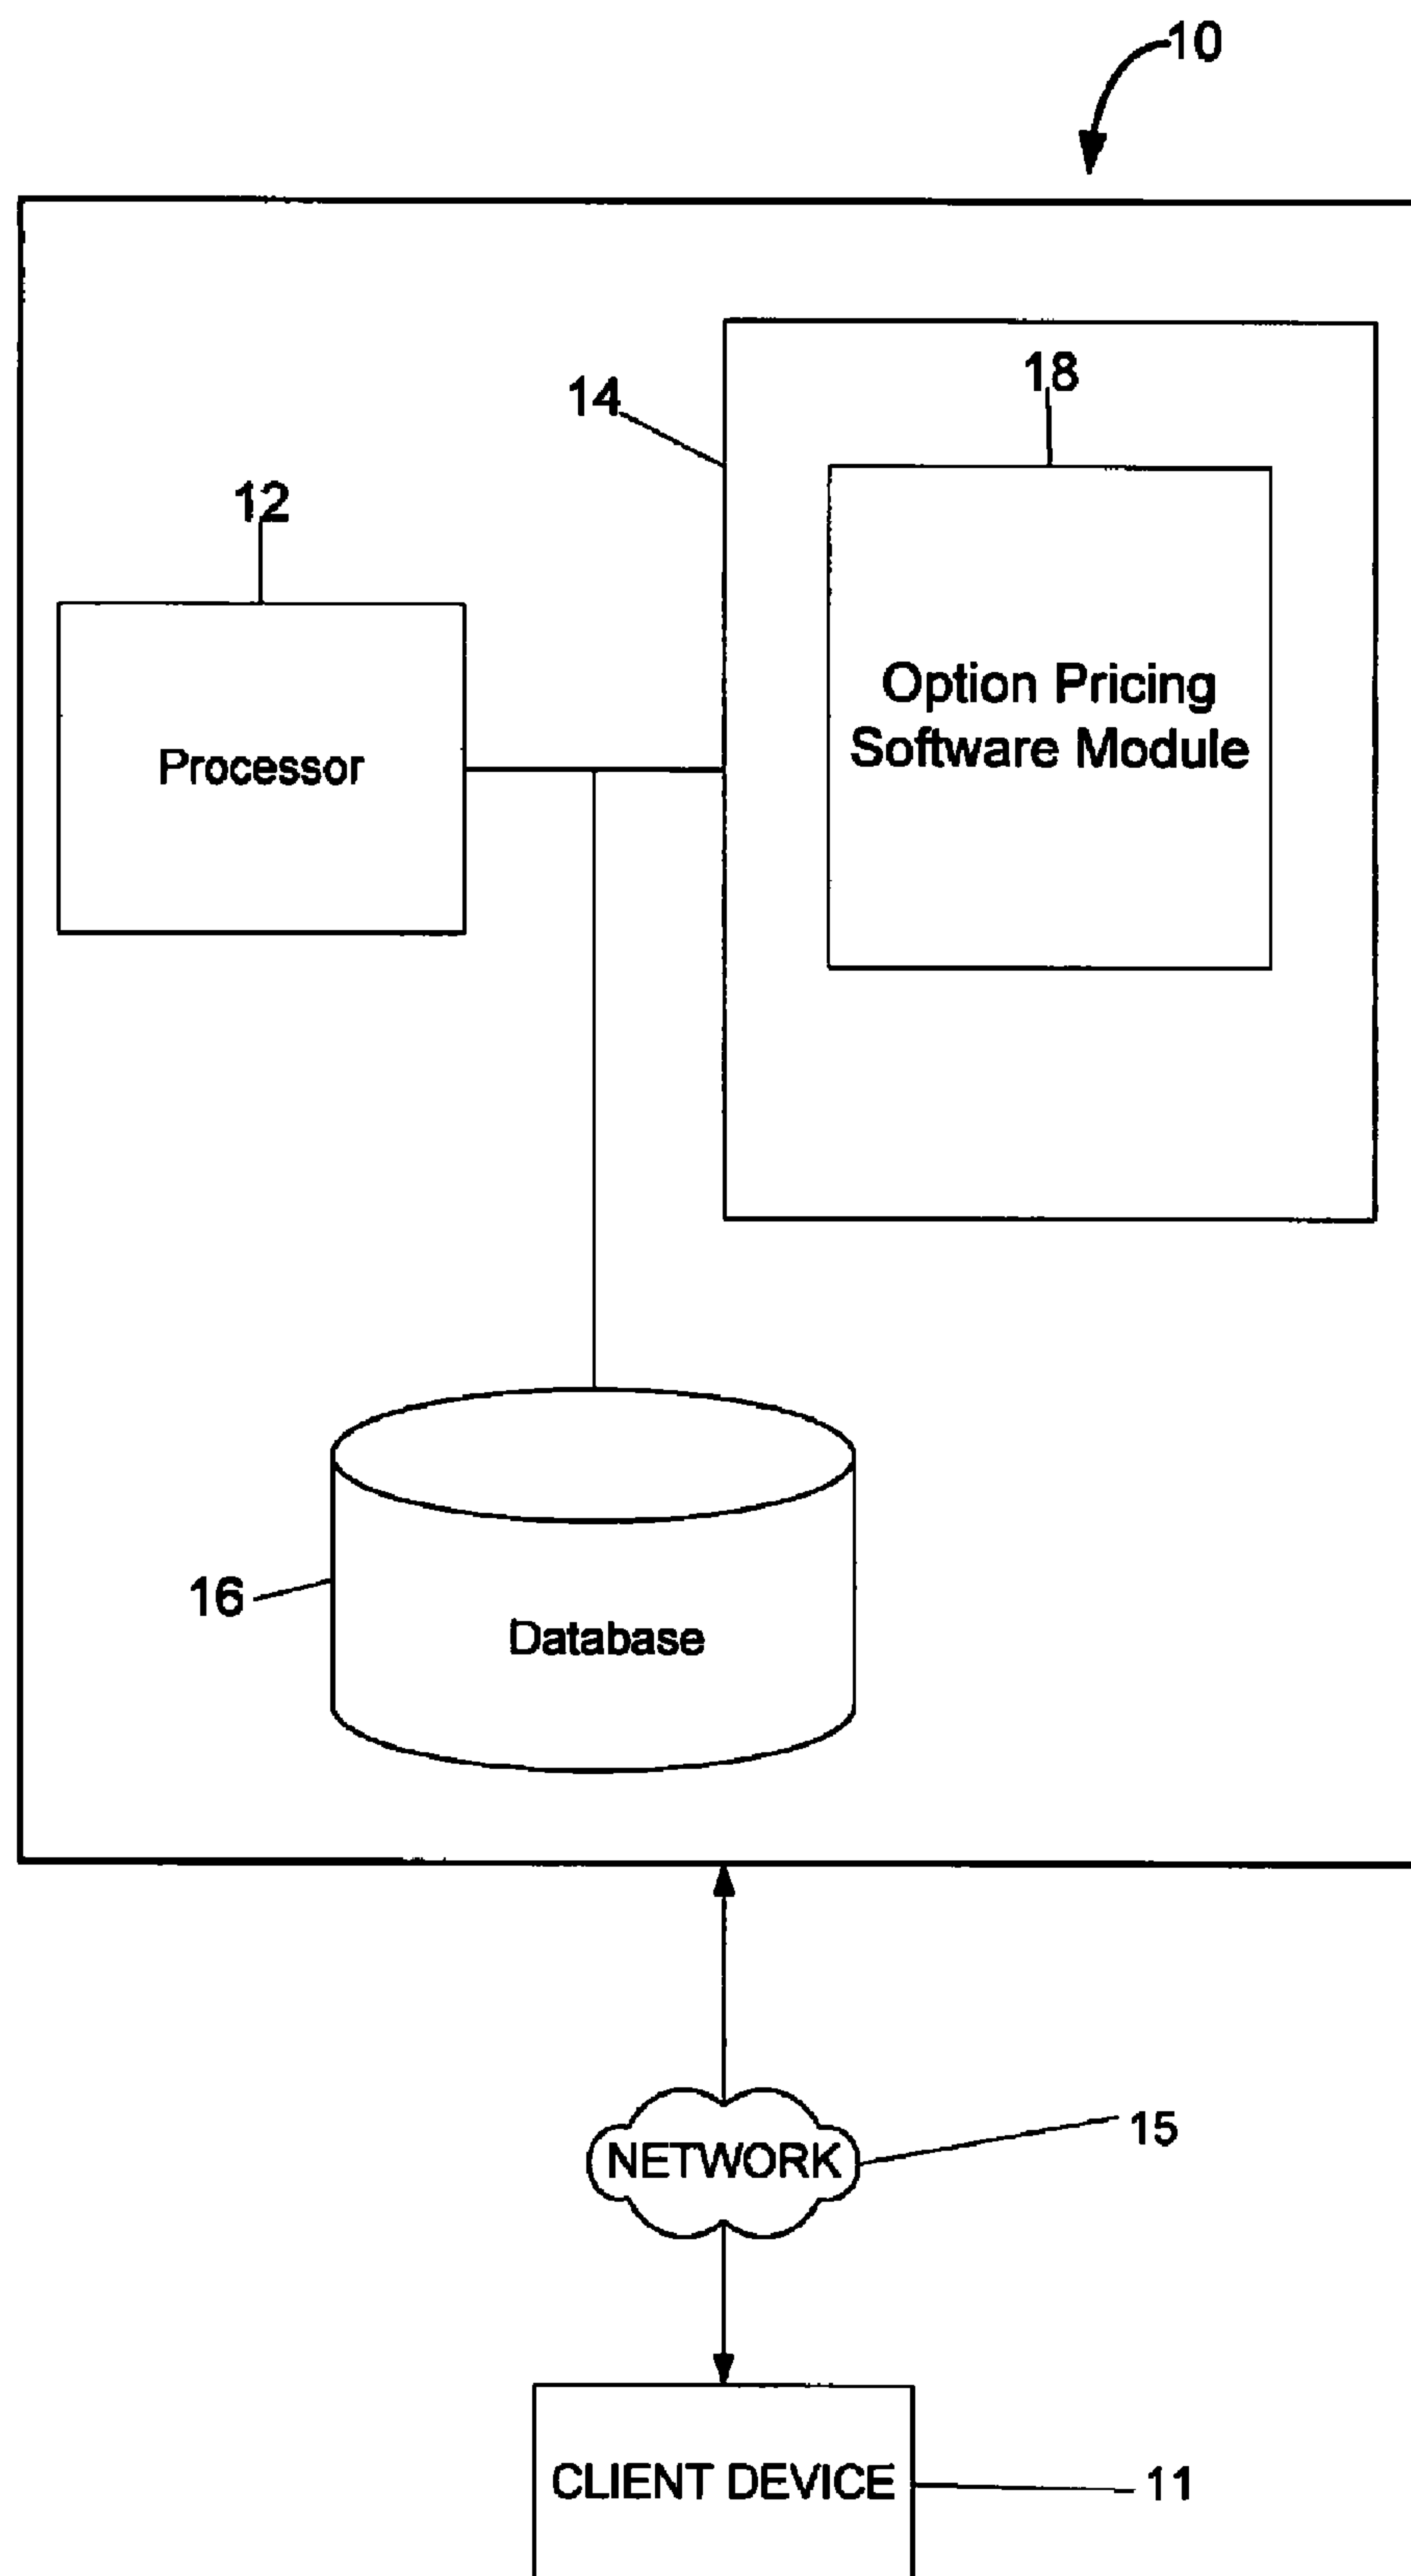 10
18
14
12
Option Pricing
Software Module
Processor
16
Database
15
NETWORK
CLIENT DEVICE
11